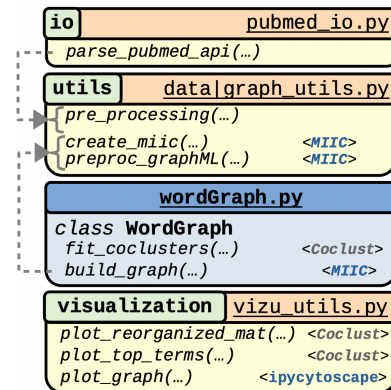 io pubmed_io.py
parse_pubmed_api(…)
utils data|graph_utils.py
pre_processing(…)
create_miic(…) <MIIC>
preproc_graphML(…) <MIIC>
wordGraph.py
class WordGraph
fit_coclusters(…) <Coclust>
build_graph(…) <MIIC>
visualization vizu_utils.py
plot_reorganized_mat(…) <Coclust>
plot_top_terms(…) <Coclust>
plot_graph(…) <ipycytoscape>